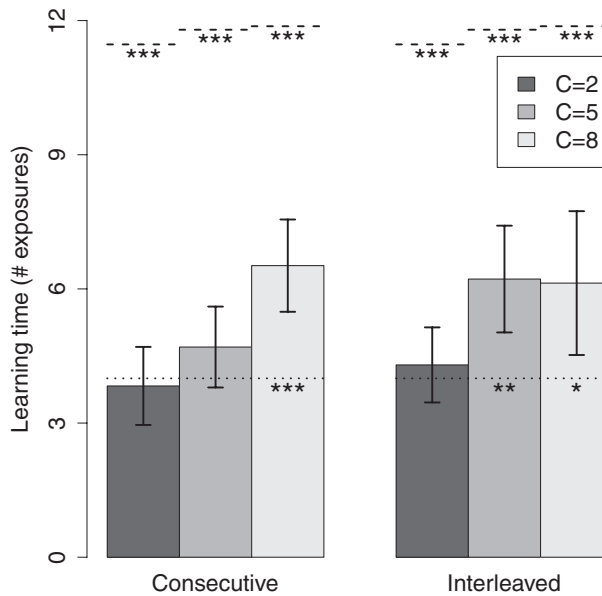 12
*** *** *** *** *** ***
C=2
C=5
C=8
9
Learning time (# exposures)
6
*** ** *
3
0
Consecutive Interleaved